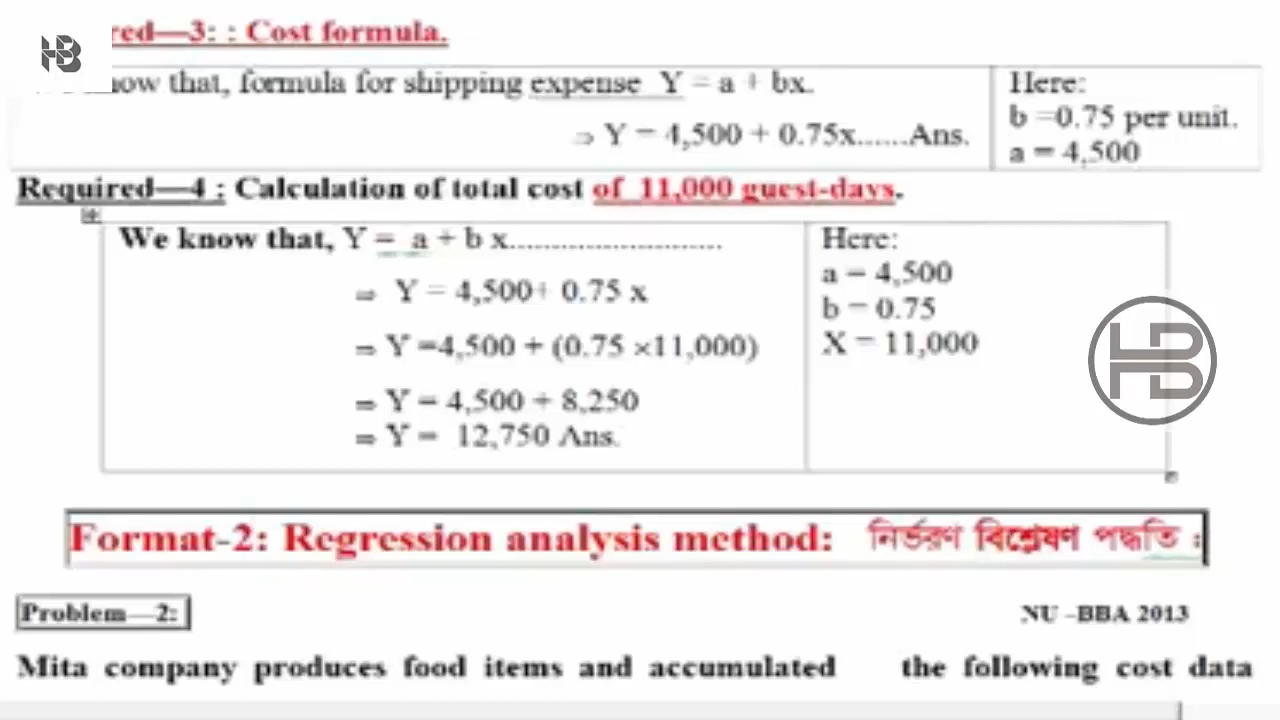 red—3: : Cost formula.
now that, formula for shipping expense Y = a + bx.
⇒ Y = 4,500 + 0.75x......Ans.
Here:
b =0.75 per unit.
a = 4,500
Required—4 : Calculation of total cost of 11,000 guest-days.
We know that, Y = a + b x........................
⇒ Y = 4,500+ 0.75 x
⇒ Y =4,500 + (0.75 ×11,000)
⇒ Y = 4,500 + 8,250
⇒ Y = 12,750 Ans.
Here:
a = 4,500
b = 0.75
X = 11,000
Format-2: Regression analysis method: নির্ভরণ বিশ্লেষণ পদ্ধতি :
Problem—2: NU -BBA 2013
Mita company produces food items and accumulated the following cost data